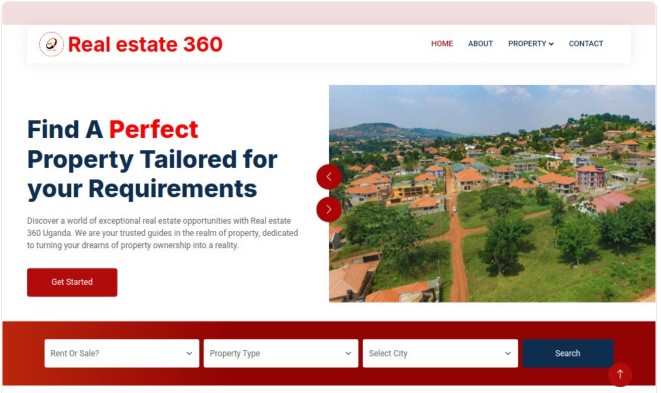 Real estate 360
HOME ABOUT PROPERTY CONTACT
Find A Perfect
Property Tailored for
your Requirements
Discover a world of exceptional real estate opportunities with Real estate
360 Uganda. We are your trusted guides in the realm of property, dedicated
to turning your dreams of property ownership into a reality.
Get Started
Rent Or Sale? Property Type Select City Search